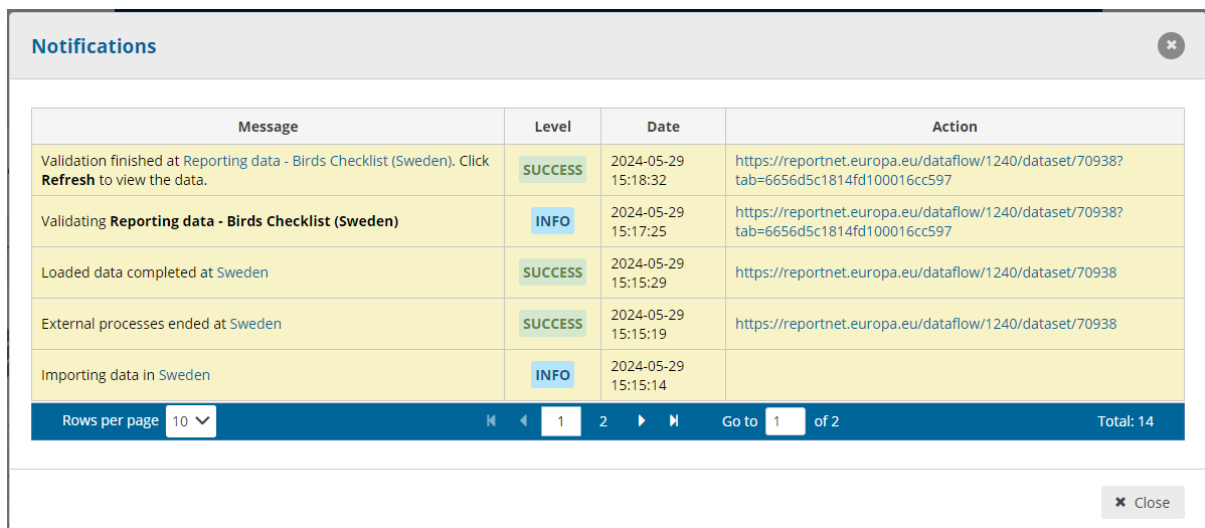 Notifications
Message Level Date Action
Validation finished at Reporting data - Birds Checklist (Sweden). Click
Refresh to view the data.
SUCCESS
2024-05-29
15:18:32
https://reportnet.europa.eu/dataflow/1240/dataset/70938?
tab=6656d5c1814fd100016cc597
Validating Reporting data - Birds Checklist (Sweden)
INFO
2024-05-29
15:17:25
https://reportnet.europa.eu/dataflow/1240/dataset/70938?
tab=6656d5c1814fd100016cc597
Loaded data completed at Sweden
SUCCESS
2024-05-29
15:15:29
https://reportnet.europa.eu/dataflow/1240/dataset/70938
External processes ended at Sweden
SUCCESS
2024-05-29
15:15:19
https://reportnet.europa.eu/dataflow/1240/dataset/70938
Importing data in Sweden
INFO
2024-05-29
15:15:14
Rows per page 10 1 2 Go to 1 of 2 Total: 14
Close